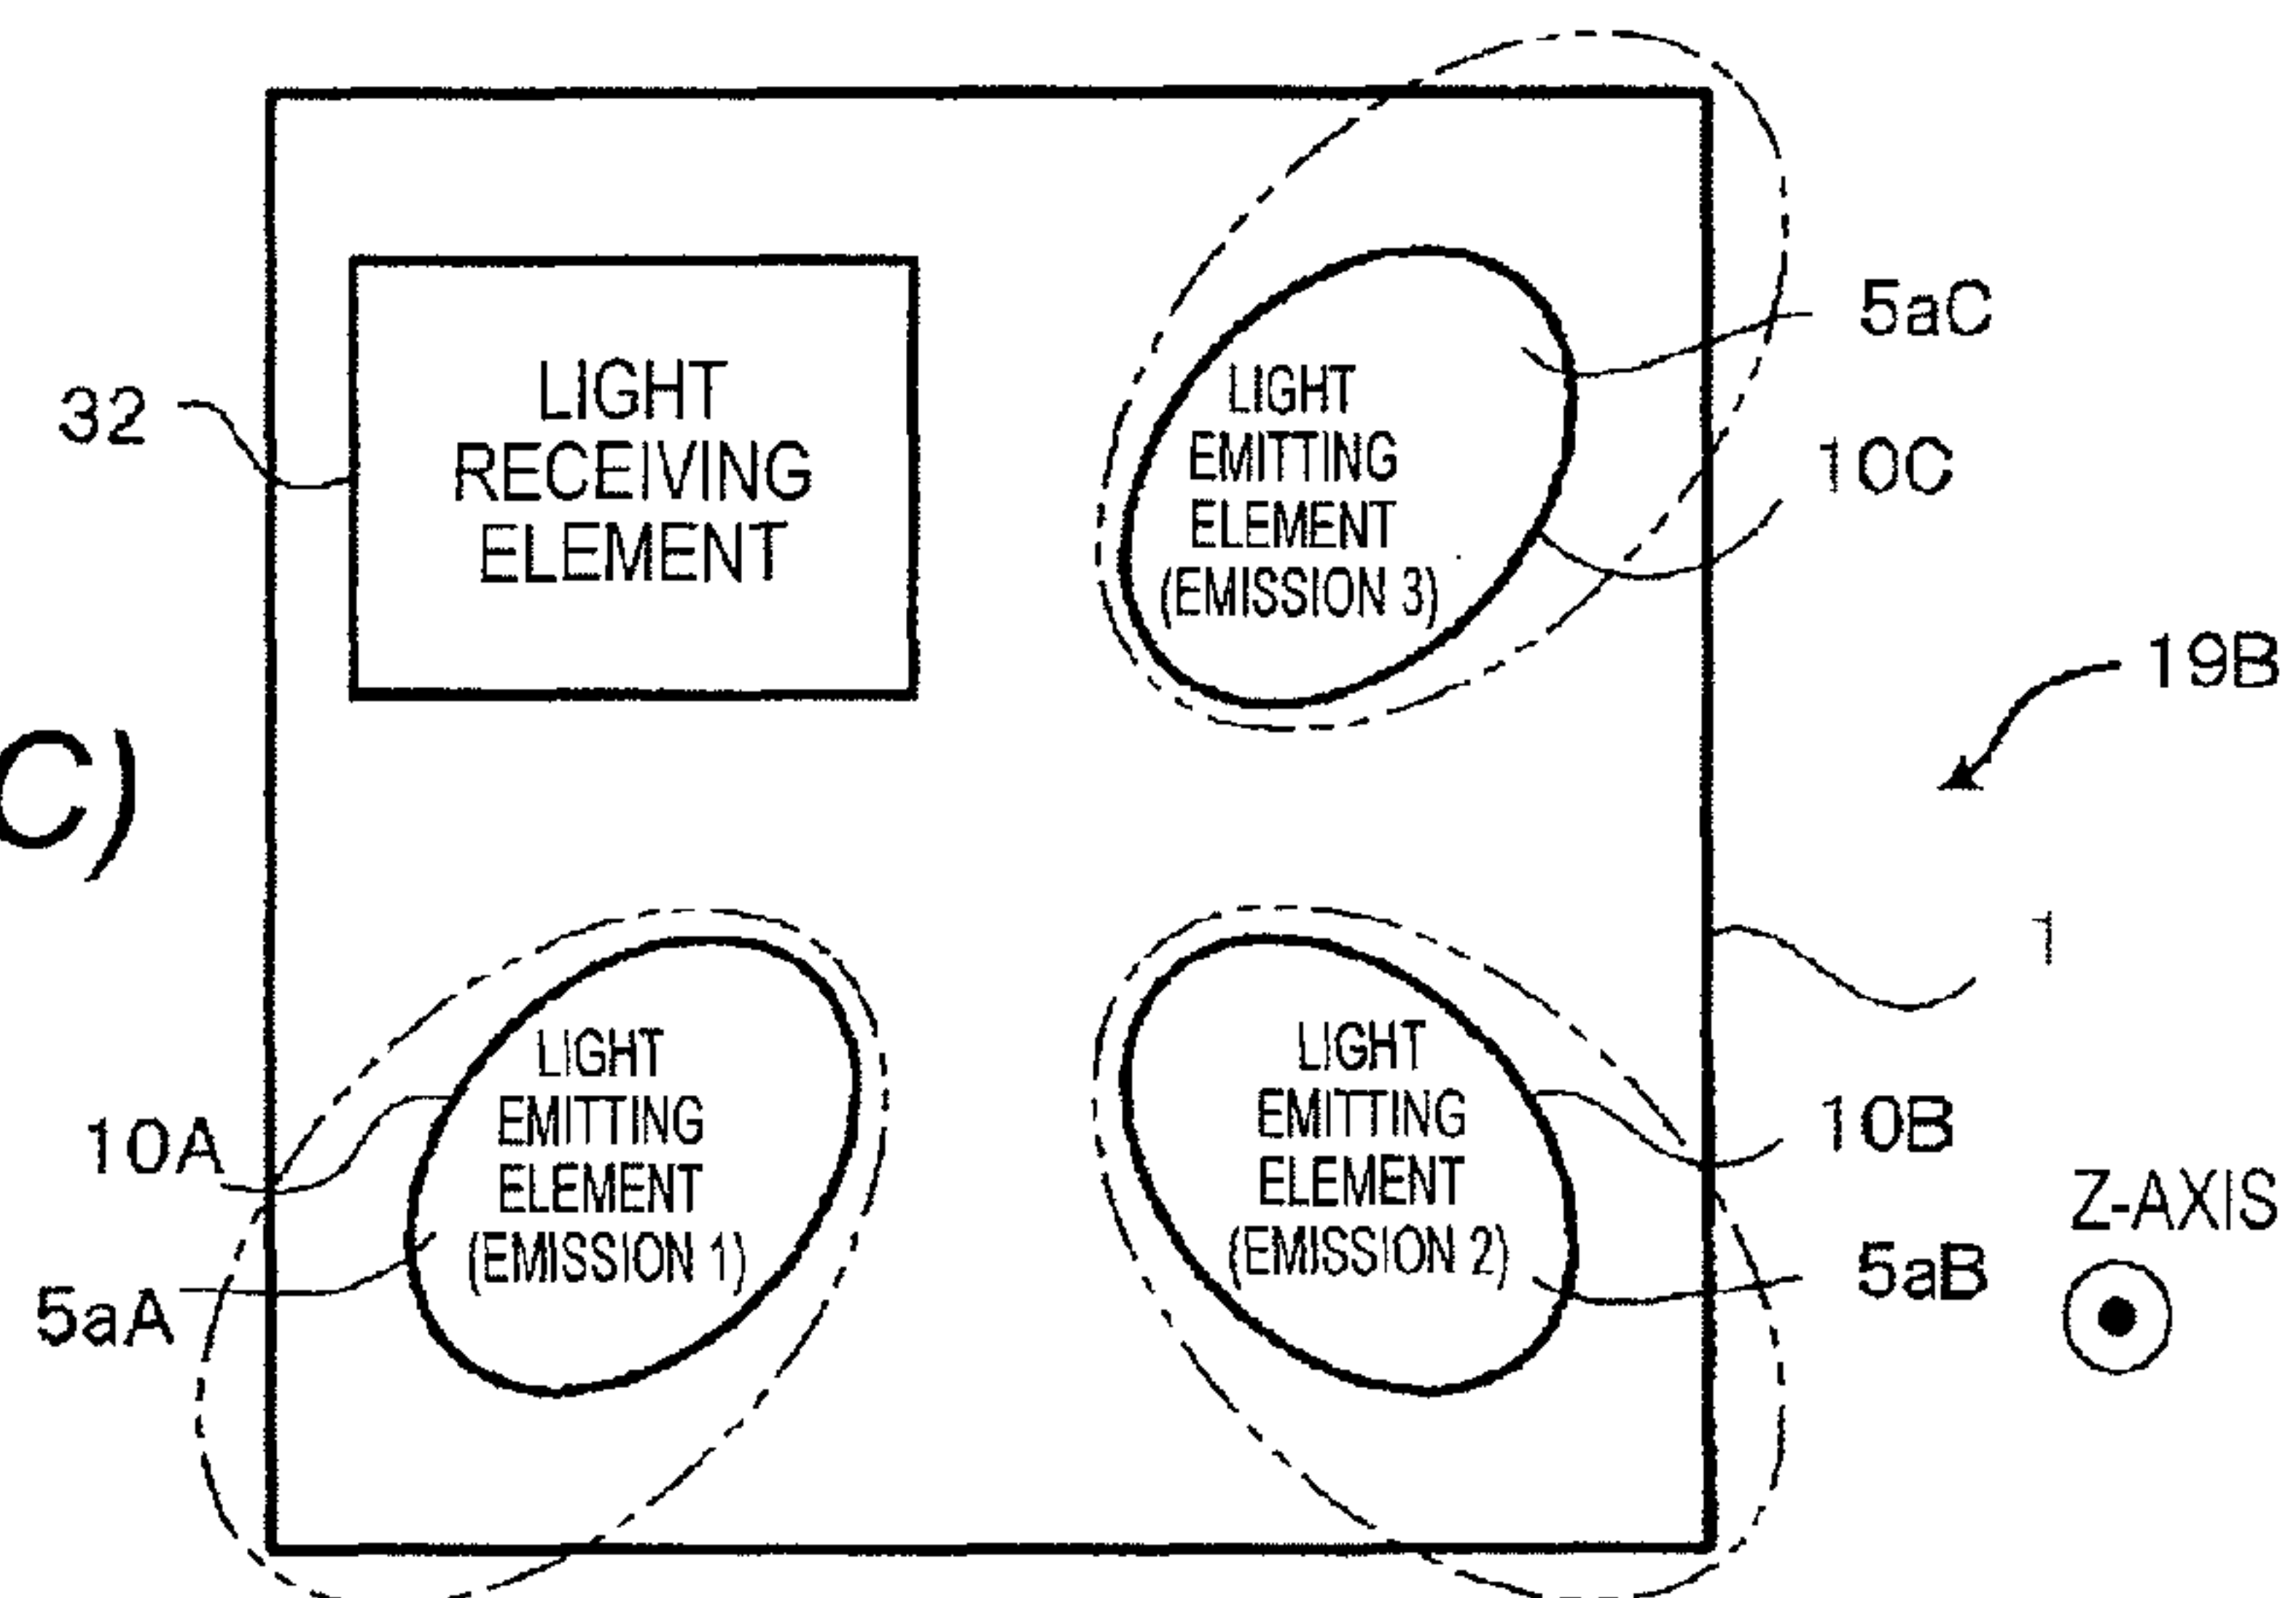 32
LIGHT
RECEIVING
ELEMENT
LIGHT
EMITTING
ELEMENT
(EMISSION 3)
5aC
10C
19B
C)
1
10A
5aA
LIGHT
EMITTING
ELEMENT
(EMISSION 1)
LIGHT
EMITTING
ELEMENT
(EMISSION 2)
10B
5aB
Z-AXIS